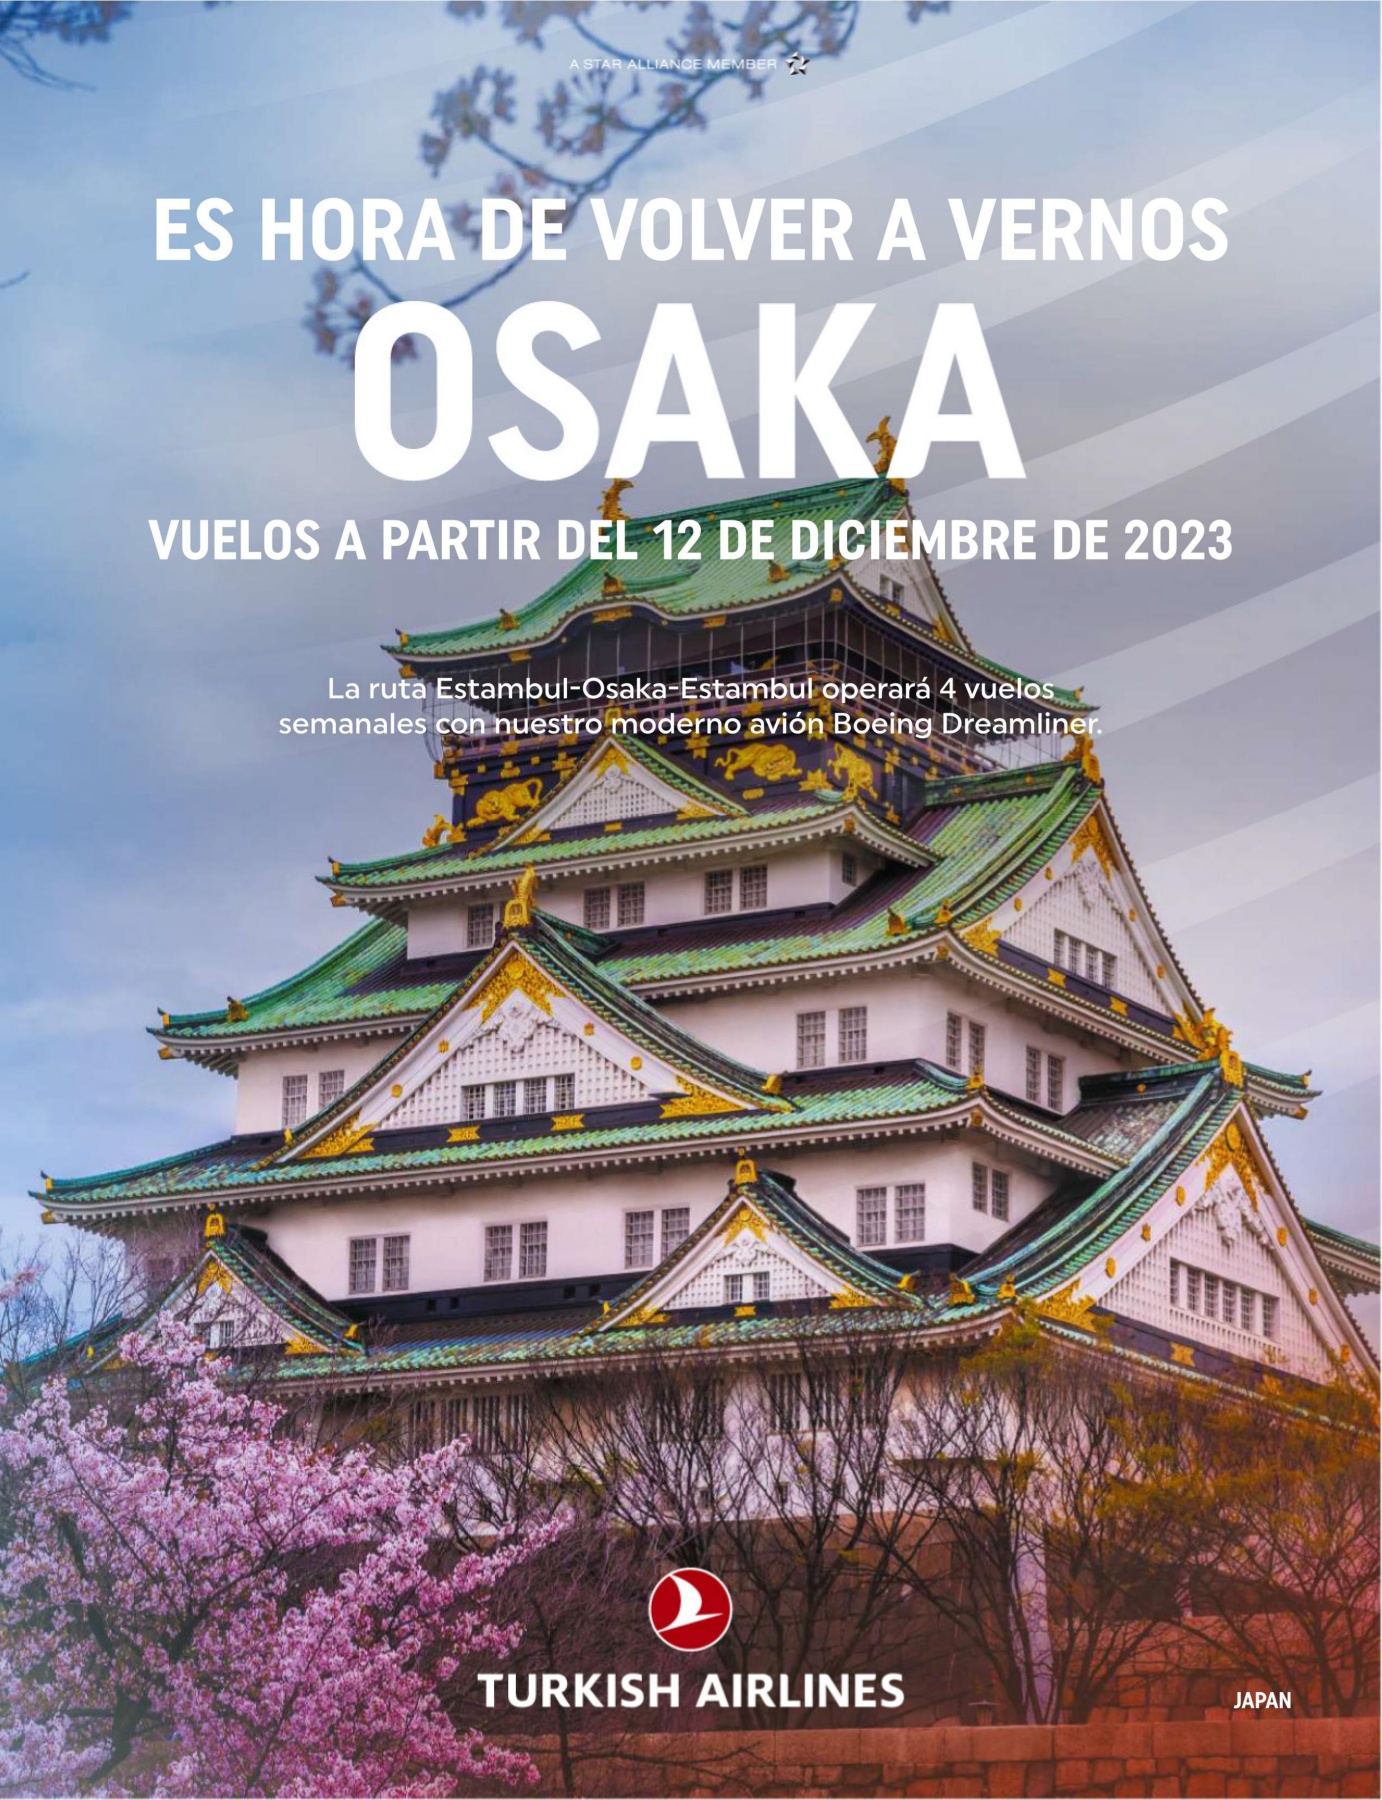 A STAR ALLIANCE MEMBER
ES HORA DE VOLVER A VERNOS
OSAKA
VUELOS A PARTIR DEL 12 DE DICIEMBRE DE 2023
La ruta Estambul-Osaka-Estambul operará 4 vuelos
semanales con nuestro moderno avión Boeing Dreamliner.
TURKISH AIRLINES
JAPAN